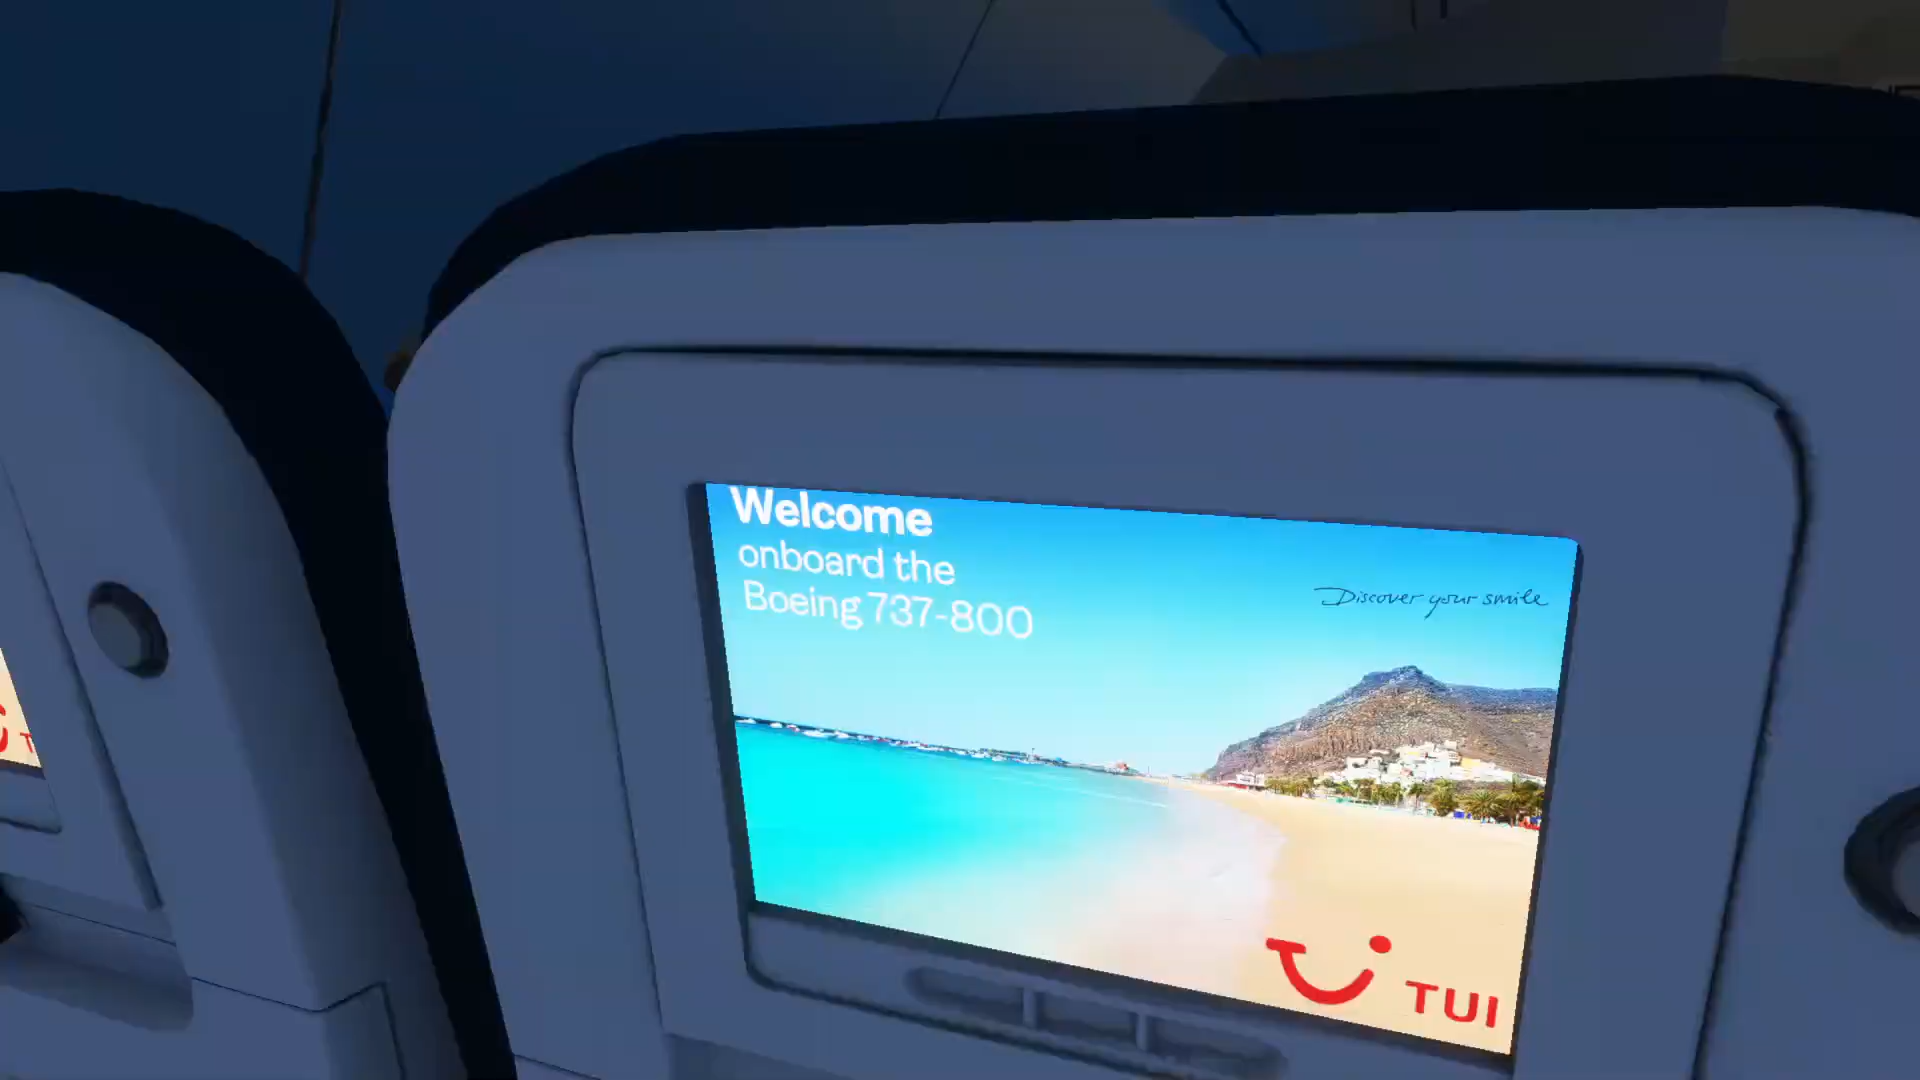 Welcome
onboard the
Boeing 737-800
Discover your smile
TUI